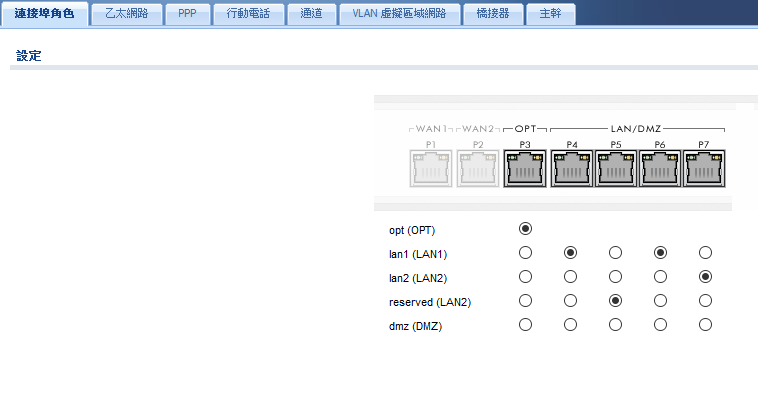 連接埠角色 乙太網路 PPP 行動電話 通道 VLAN 虛擬區域網路 橋接器 主幹
設定
WAN1 WAN2 OPT LAN/DMZ
P1 P2 P3 P4 P5 P6 P7
opt (OPT)
lan1 (LAN1)
lan2 (LAN2)
reserved (LAN2)
dmz (DMZ)